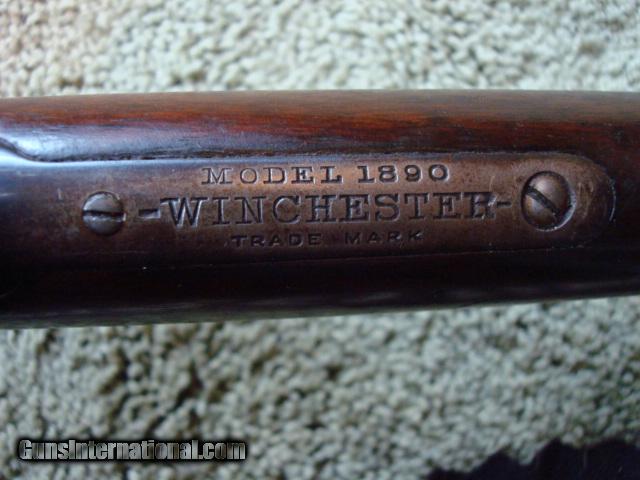 MODEL 1890
-WINCHESTER-
TRADE MARK
GunsInternational.com